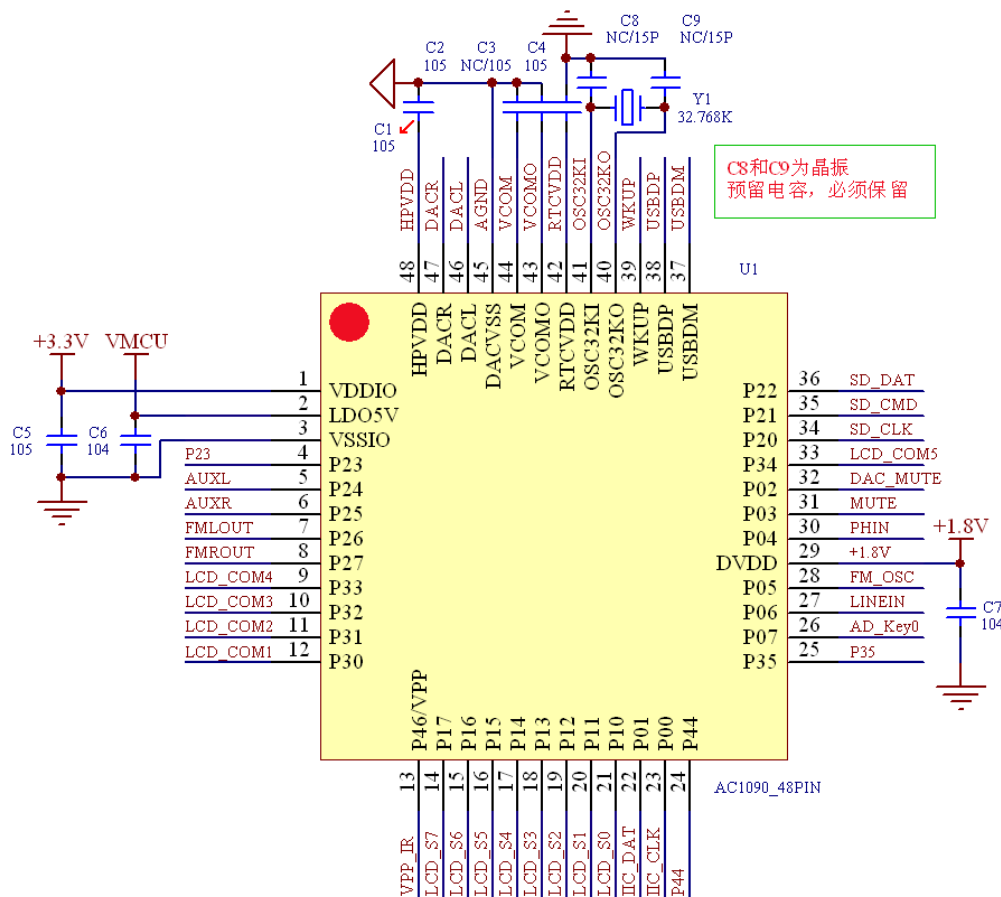 C2
105
C3
NC/105
C4
105
C8
NC/15P
C9
NC/15P
C1
105
Y1
32.768K
C8和C9为晶振
预留电容，必须保留
HPVDD
DACR
DACL
AGND
VCOM
VCOMO
RTCVDD
OSC32KI
OSC32KO
WKUP
USBDP
USBDM
48
47
46
45
44
43
42
41
40
39
38
37
U1
HPVDD
DACR
DACL
DACVSS
VCOM
VCOMO
RTCVDD
OSC32KI
OSC32KO
WKUP
USBDP
USBDM
+3.3V
VMCU
C5
105
C6
104
1 VDDIO
2 LDO5V
3 VSSIO
P23 4 P23
AUXL 5 P24
AUXR 6 P25
FMLOUT 7 P26
FMROUT 8 P27
LCD_COM4 9 P33
LCD_COM3 10 P32
LCD_COM2 11 P31
LCD_COM1 12 P30
P22 36 SD_DAT
P21 35 SD_CMD
P20 34 SD_CLK
P34 33 LCD_COM5
P02 32 DAC_MUTE
P03 31 MUTE
P04 30 PHIN
DVDD 29 +1.8V
P05 28 FM_OSC
P06 27 LINEIN
P07 26 AD_Key0
P35 25 P35
+1.8V
C7
104
P46/VPP
P17
P16
P15
P14
P13
P12
P11
P10
P01
P00
P44
13
14
15
16
17
18
19
20
21
22
23
24
AC1090_48PIN
VPP_IR
LCD_S7
LCD_S6
LCD_S5
LCD_S4
LCD_S3
LCD_S2
LCD_S1
LCD_S0
IIC_DAT
IIC_CLK
P44